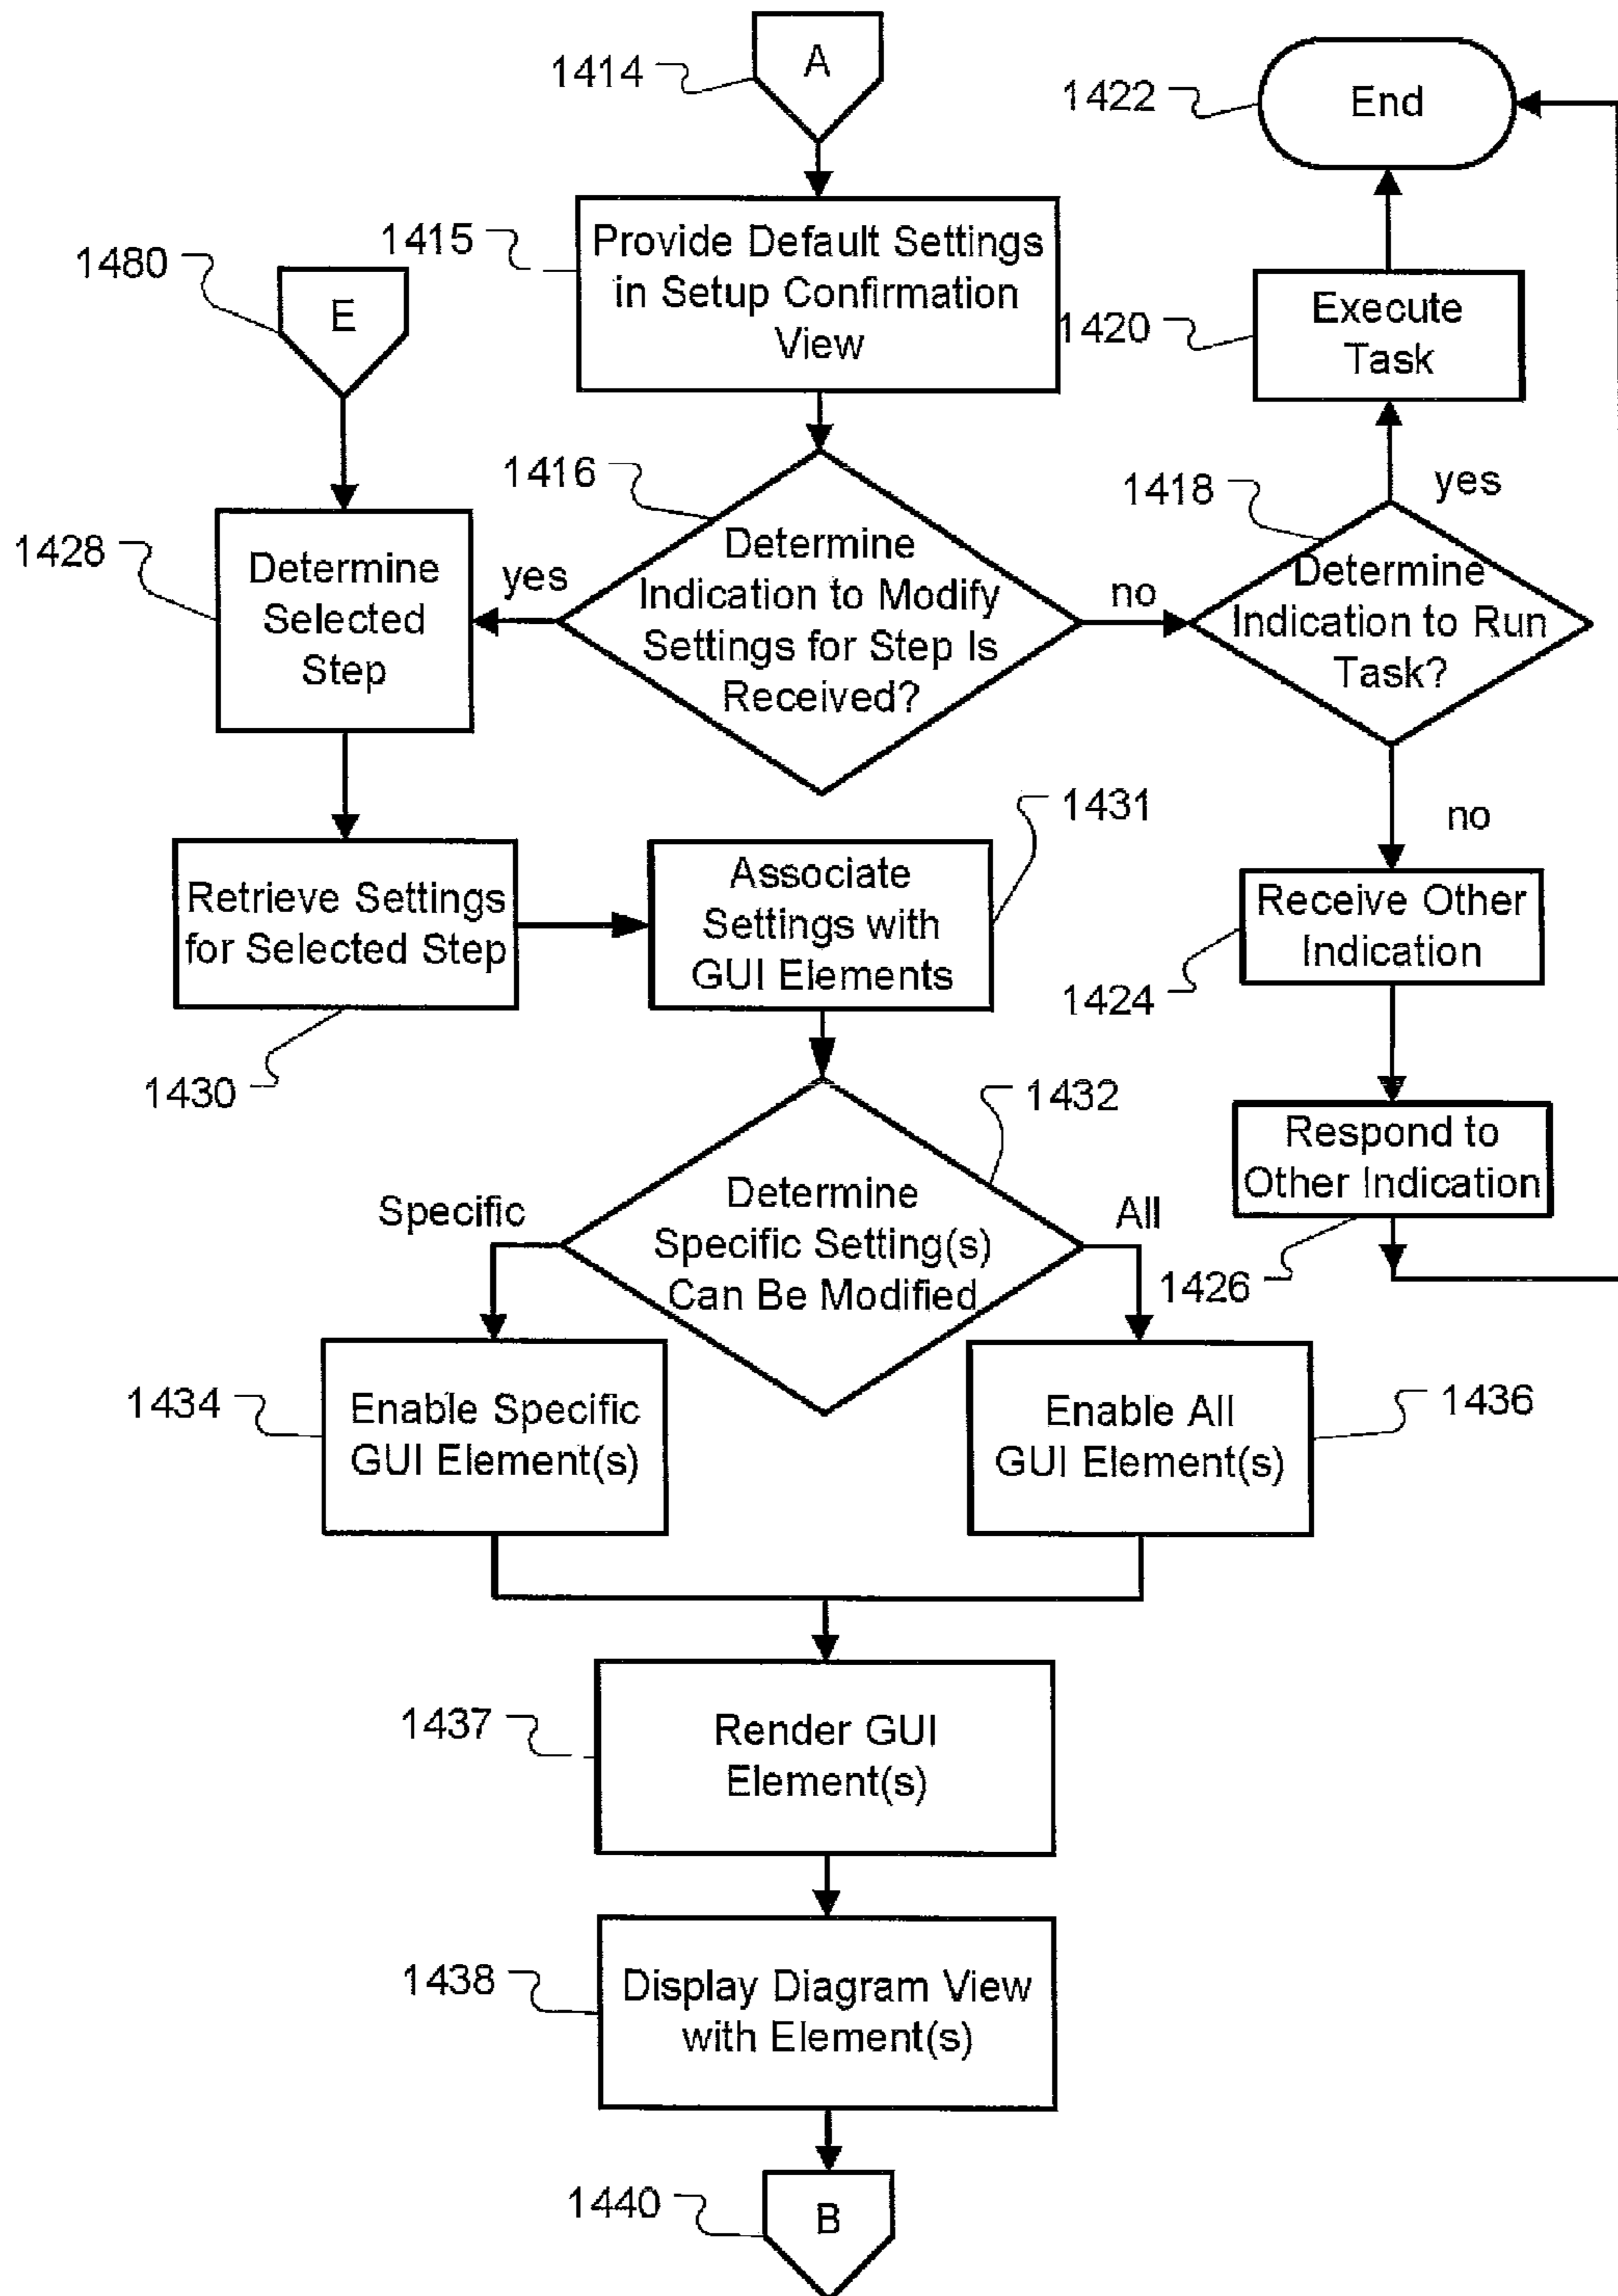 A
1414
1422
End
1415
Provide Default Settings
in Setup Confirmation
View
1480
E
1420
Execute
Task
1416
Determine
Indication to Modify
Settings for Step Is
Received?
yes
no
1418
yes
Determine
Indication to Run
Task?
no
1428
Determine
Selected
Step
1431
Retrieve Settings
for Selected Step
1430
Associate
Settings with
GUI Elements
Receive Other
Indication
1424
1432
Determine
Specific Setting(s)
Can Be Modified
Specific
All
Respond to
Other Indication
1426
1434
Enable Specific
GUI Element(s)
Enable All
GUI Element(s)
1436
1437
Render GUI
Element(s)
1438
Display Diagram View
with Element(s)
1440
B